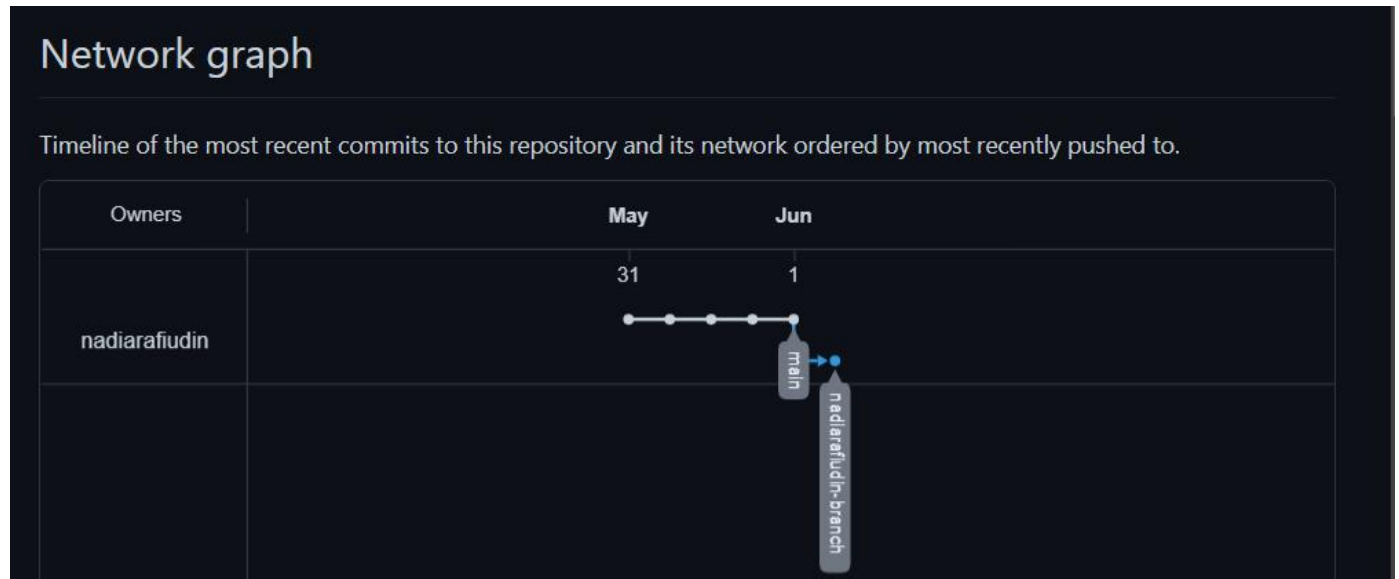 Network graph
Timeline of the most recent commits to this repository and its network ordered by most recently pushed to.
Owners
May
Jun
31
1
nadiarafiudin
main
nadiarafiudin-branch